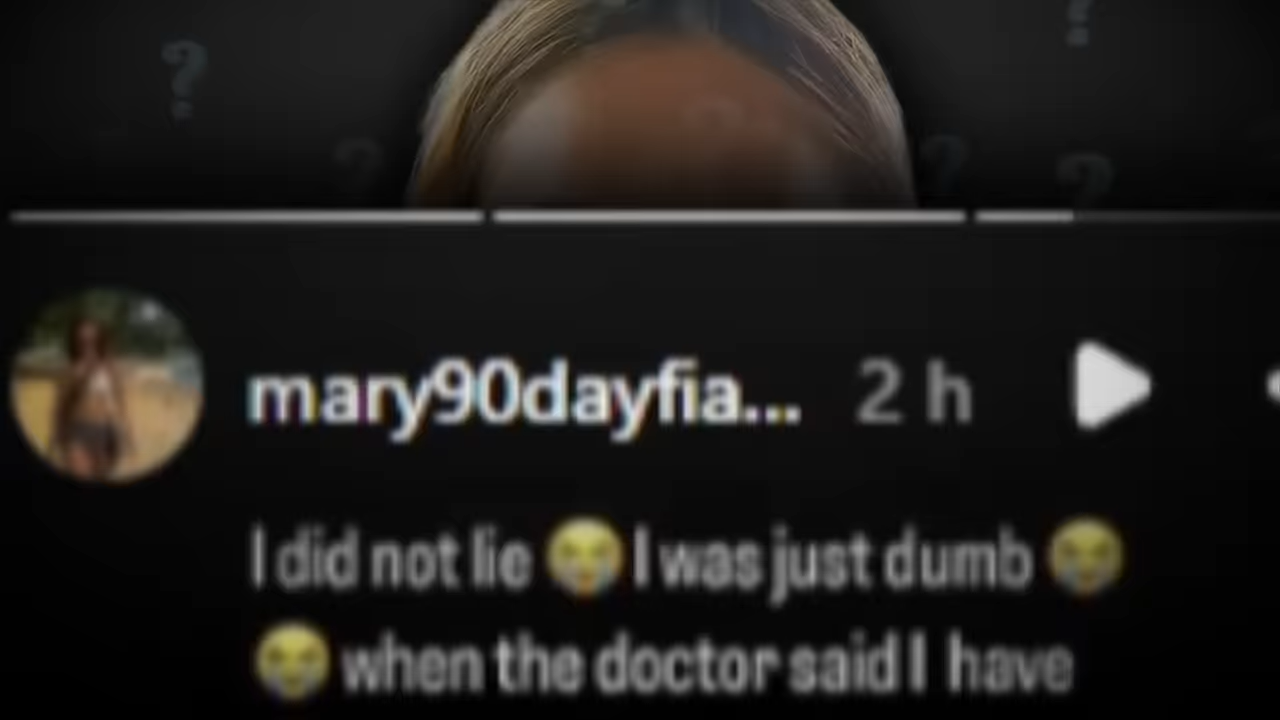 mary90dayfia... 2 h
I did not lie 😭 I was just dumb 😭
😭 when the doctor said I have